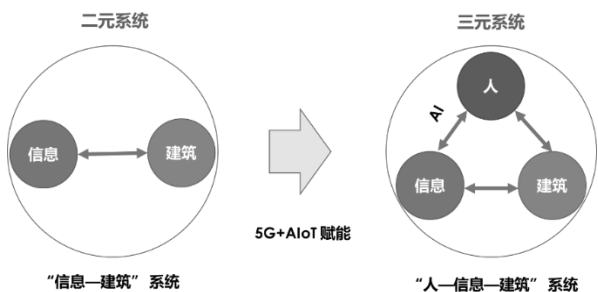 二元系统
三元系统
人
AI
信息
建筑
信息
建筑
5G+AIoT 赋能
“信息—建筑” 系统
“人—信息—建筑” 系统